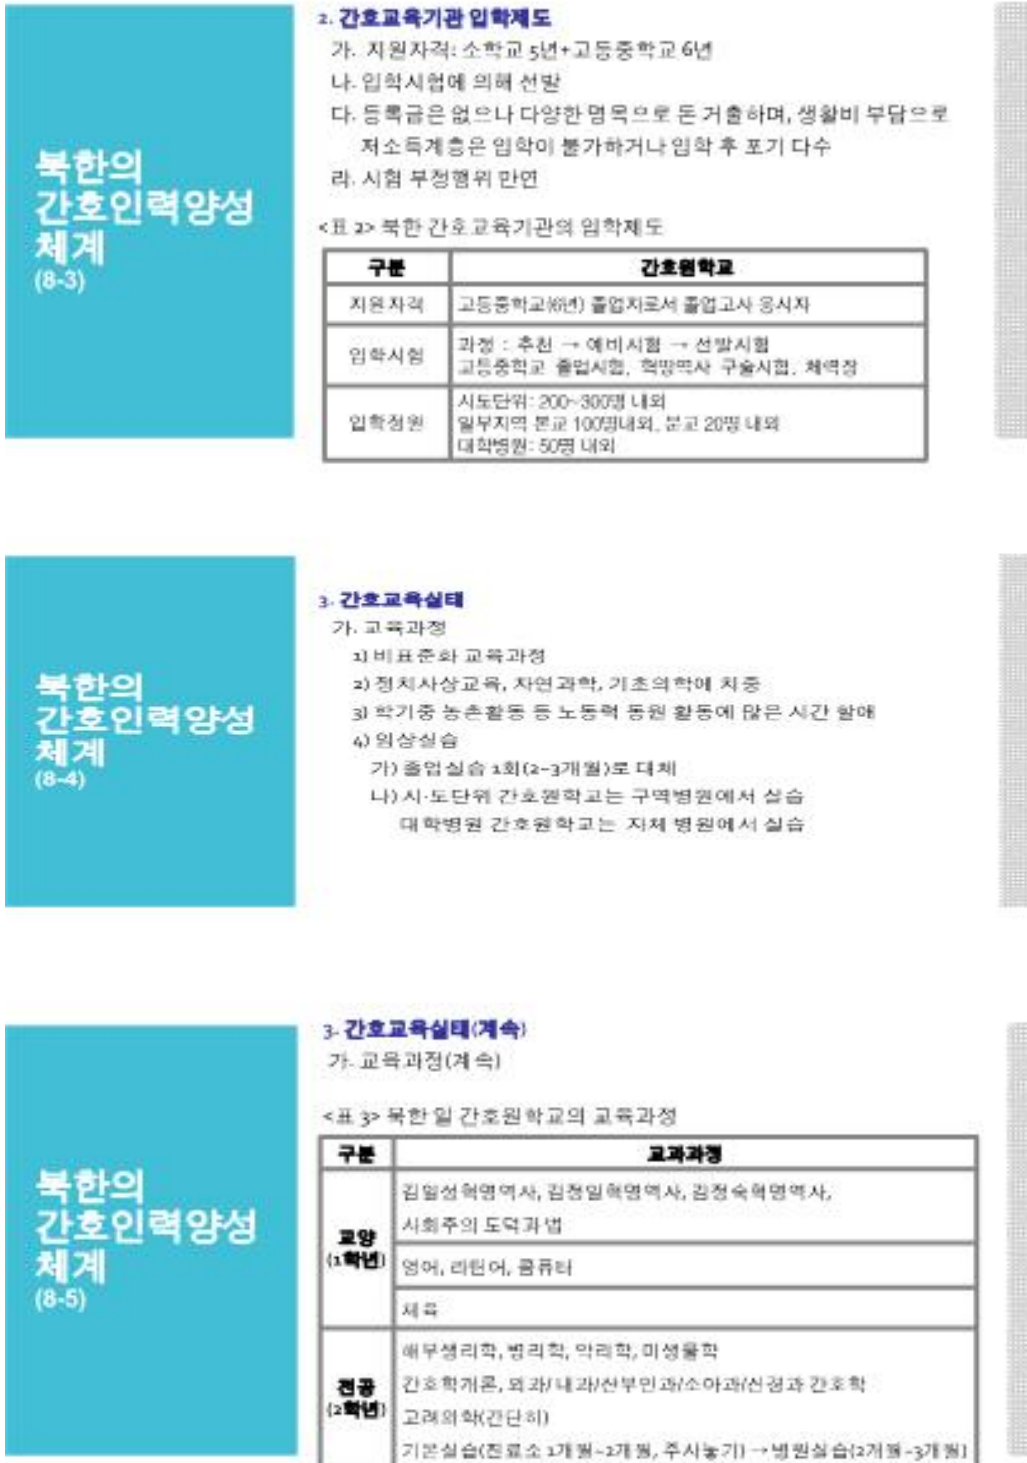 북한의
간호인력양성
체계
(8-3)
2. 간호교육기관 입학제도
가. 지원자격: 소학교 5년+고등중학교 6년
나. 입학시험에 의해 선발
다. 등록금은 없으나 다양한 명목으로 돈 거출하며, 생활비 부담으로
저소득계층은 입학이 불가하거나 입학 후 포기 다수
라. 시험 부정행위 만연
<표 2> 북한 간호교육기관의 입학제도
구분 간호원학교
지원자격 고등중학교(6년) 졸업자로서 졸업고사 응시자
입학시험 과정 : 추천 → 예비시험 → 선발시험
고등중학교 졸업시험, 혁명역사 구술시험, 체력장
입학정원 시도단위: 200~300명 내외
일부지역 본교 100명내외, 분교 20명 내외
대학병원: 50명 내외
북한의
간호인력양성
체계
(8-4)
3. 간호교육실태
가. 교육과정
1) 비표준화 교육과정
2) 정치사상교육, 자연과학, 기초의학에 치중
3) 학기중 농촌활동 등 노동력 동원 활동에 많은 시간 할애
4) 임상실습
가) 졸업실습 1회(2-3개월)로 대체
나) 시·도단위 간호원학교는 구역병원에서 실습
대학병원 간호원학교는 자체 병원에서 실습
북한의
간호인력양성
체계
(8-5)
3. 간호교육실태(계속)
가. 교육과정(계속)
<표 3> 북한 일 간호원학교의 교육과정
구분 교과과정
교양
(1학년)
김일성혁명역사, 김정일혁명역사, 김정숙혁명역사,
사회주의 도덕과 법
영어, 라틴어, 콤퓨터
체육
전공
(2학년)
해부생리학, 병리학, 약리학, 미생물학
간호학개론, 외과/내과/산부인과/소아과/신경과 간호학
고려의학(간단히)
기본실습(진료소 1개월-2개월, 주사놓기) → 병원실습(2개월-3개월)